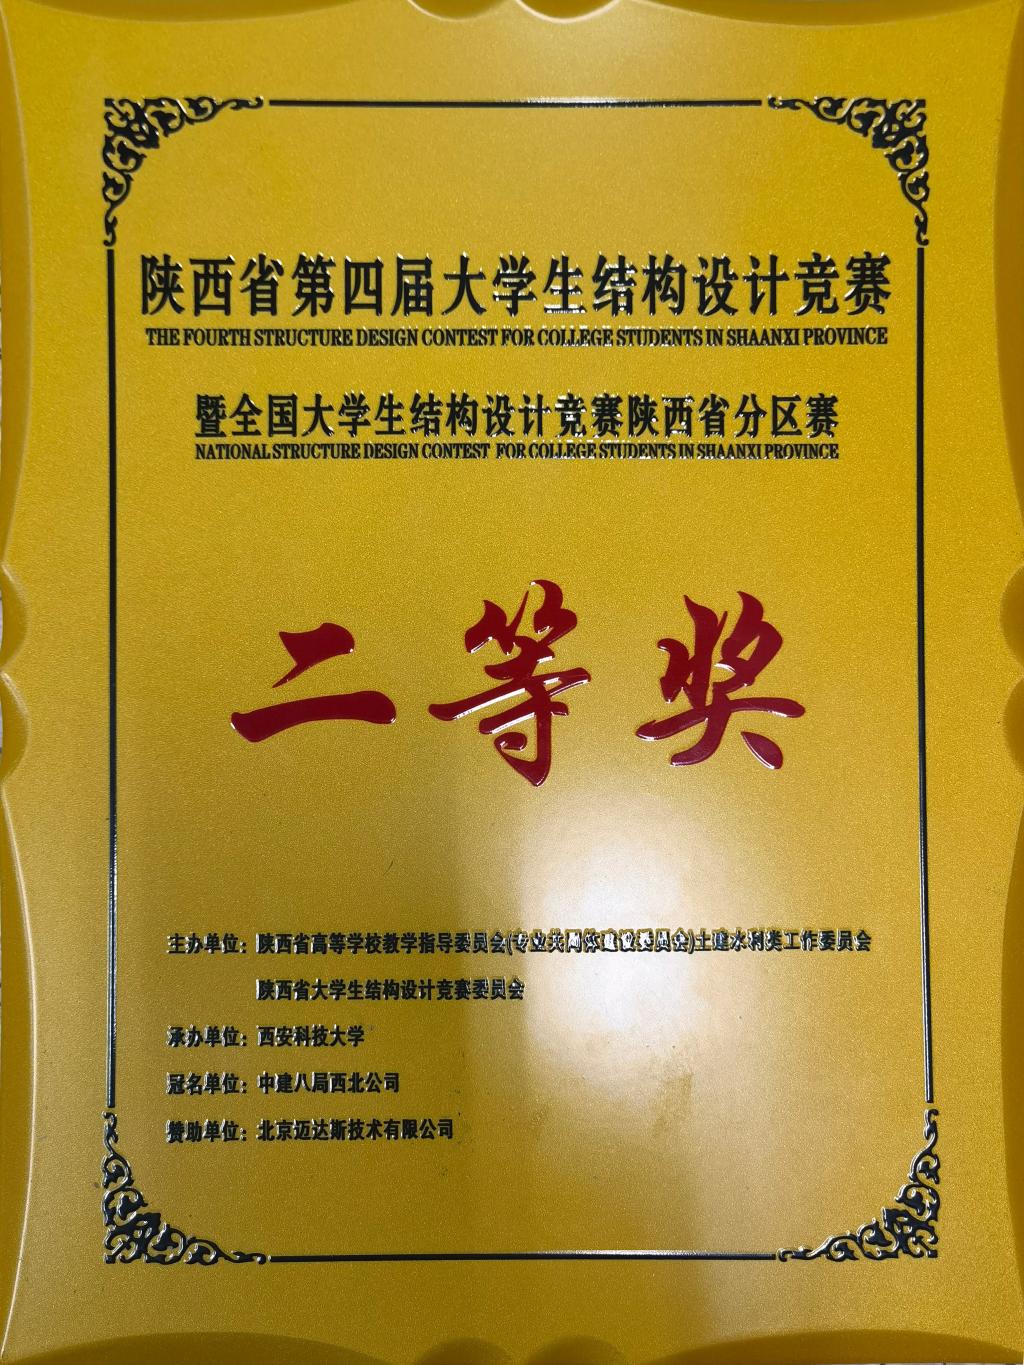 陕西省第四届大学生结构设计竞赛
THE FOURTH STRUCTURE DESIGN CONTEST FOR COLLEGE STUDENTS IN SHAANXI PROVINCE
暨全国大学生结构设计竞赛陕西省分区赛
NATIONAL STRUCTURE DESIGN CONTEST FOR COLLEGE STUDENTS IN SHAANXI PROVINCE
二等奖
主办单位：陕西省高等学校教学指导委员会(专业共同体建设委员会)土建水利类工作委员会
陕西省大学生结构设计竞赛委员会
承办单位：西安科技大学
冠名单位：中建八局西北公司
赞助单位：北京迈达斯技术有限公司